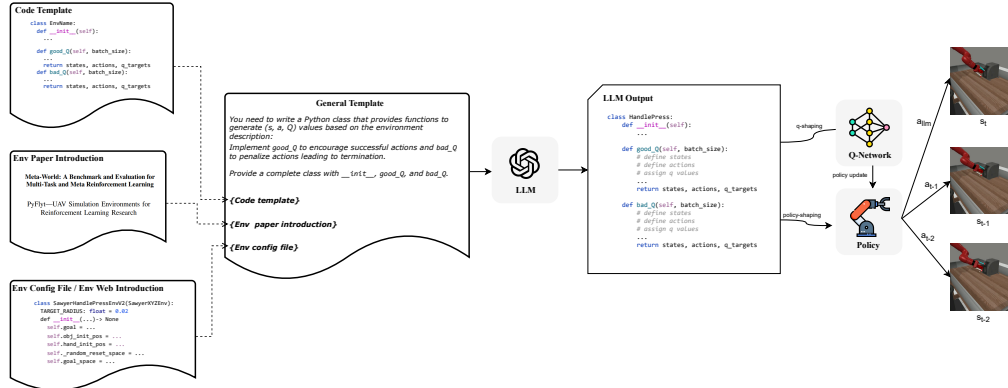 Code Template
class EnvName:
def __init__(self):
...
def good_Q(self, batch_size):
...
return states, actions, q_targets
def bad_Q(self, batch_size):
...
return states, actions, q_targets
Env Paper Introduction
Meta-World: A Benchmark and Evaluation for
Multi-Task and Meta Reinforcement Learning
PyFlyt—UAV Simulation Environments for
Reinforcement Learning Research
Env Config File / Env Web Introduction
class SawyerHandlePressEnvV2(SawyerXYZEnv):
TARGET_RADIUS: float = 0.02
def __init__(...)-> None
self.goal = ...
self.obj_init_pos = ...
self.hand_init_pos = ...
self._random_reset_space = ...
self.goal_space = ...
General Template
You need to write a Python class that provides functions to
generate (s, a, Q) values based on the environment
description:
Implement good_Q to encourage successful actions and bad_Q
to penalize actions leading to termination.
Provide a complete class with __init__, good_Q, and bad_Q.
{Code template}
{Env paper introduction}
{Env config file}
LLM
LLM Output
class HandlePress:
def __init__(self):
...
def good_Q(self, batch_size):
# define states
# define actions
# assign q values
...
return states, actions, q_targets
def bad_Q(self, batch_size):
# define states
# define actions
# assign q values
...
return states, actions, q_targets
q-shaping
policy-shaping
Q-Network
policy update
Policy
a_llm
a_t-1
a_t-2
s_t
s_t-1
s_t-2